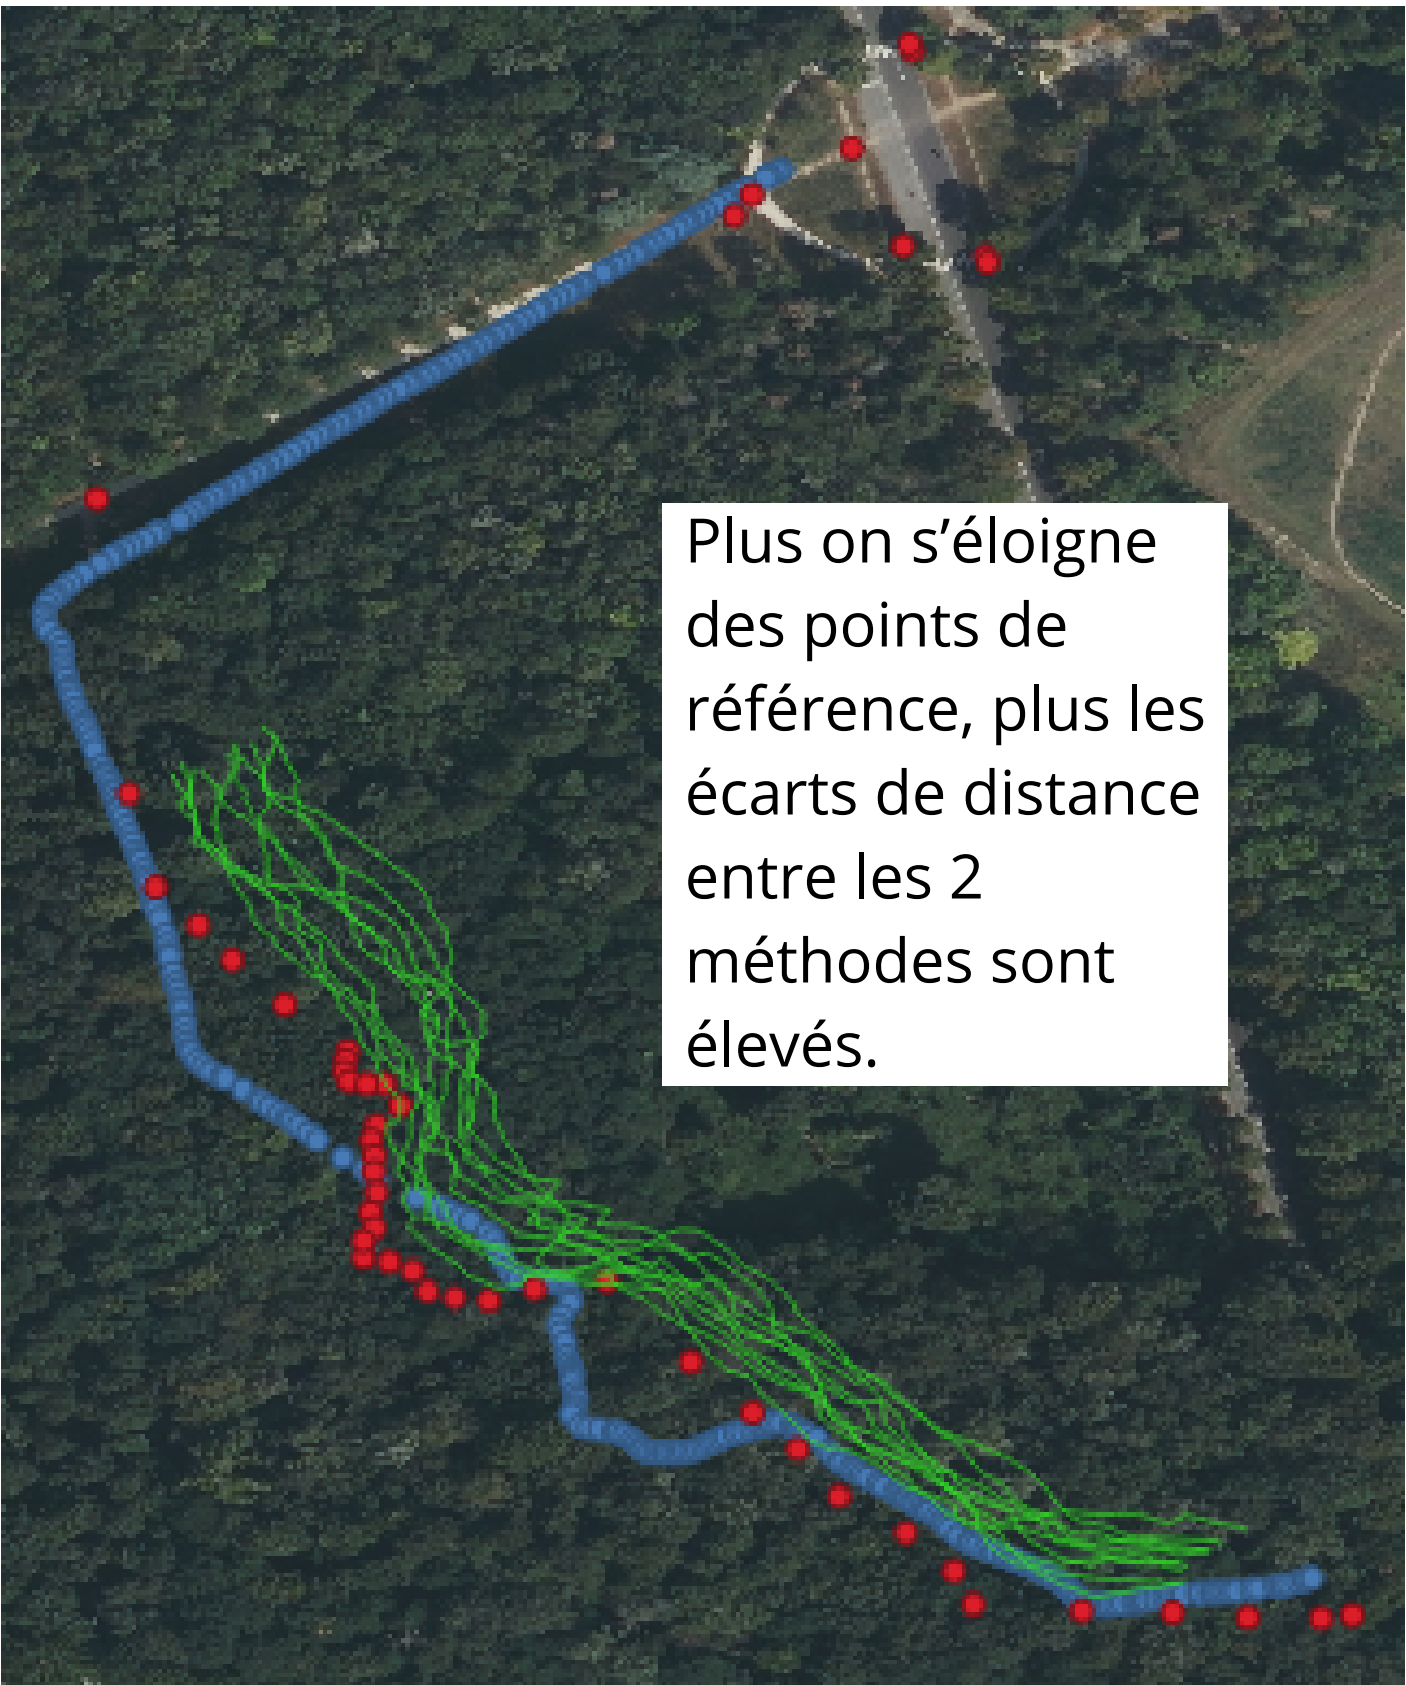 Plus on s’éloigne
des points de
référence, plus les
écarts de distance
entre les 2
méthodes sont
élevés.